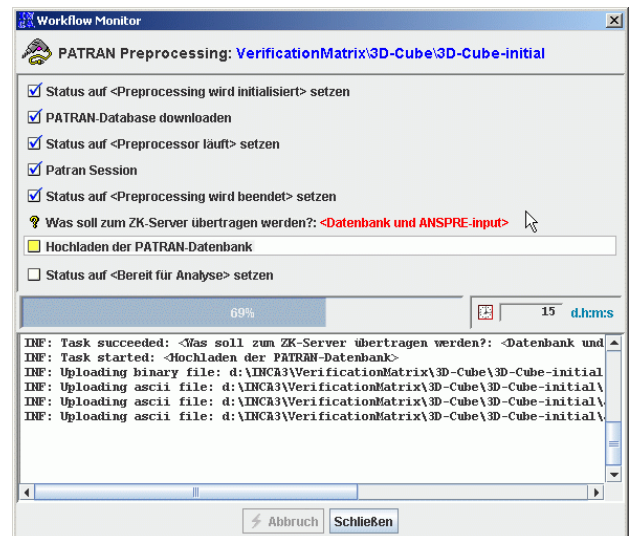 Workflow Monitor
PATRAN Preprocessing: VerificationMatrix\3D-Cube\3D-Cube-initial
Status auf <Preprocessing wird initialisiert> setzen
PATRAN-Database downloaden
Status auf <Preprocessor läuft> setzen
Patran Session
Status auf <Preprocessing wird beendet> setzen
Was soll zum ZK-Server übertragen werden?: <Datenbank und ANSPRE-input>
Hochladen der PATRAN-Datenbank
Status auf <Bereit für Analyse> setzen
69%
15 d.h:m:s
INF: Task succeeded: <Was soll zum ZK-Server übertragen werden?: <Datenbank und
INF: Task started: <Hochladen der PATRAN-Datenbank>
INF: Uploading binary file: d:\INCA3\VerificationMatrix\3D-Cube\3D-Cube-initial
INF: Uploading ascii file: d:\INCA3\VerificationMatrix\3D-Cube\3D-Cube-initial\
INF: Uploading ascii file: d:\INCA3\VerificationMatrix\3D-Cube\3D-Cube-initial\
INF: Uploading ascii file: d:\INCA3\VerificationMatrix\3D-Cube\3D-Cube-initial\
Abbruch Schließen